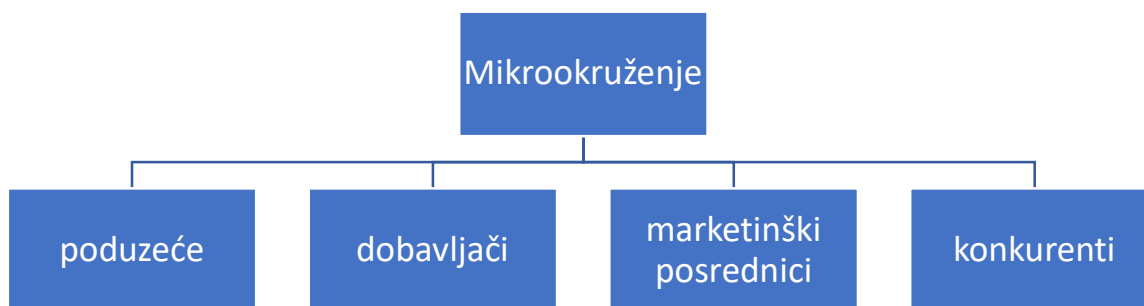 Mikrookruženje
poduzeće
dobavljači
marketinški
posrednici
konkurenti